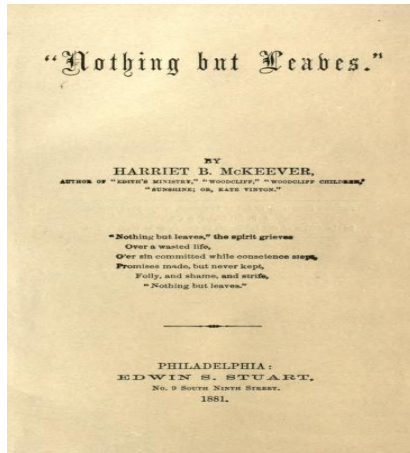 "Nothing but Leaves."
BY
HARRIET B. McKEEVER,
AUTHOR OF "EDITH'S MINISTRY," "WOODCLIFF," "WOODCLIFF CHILDREN,"
"SUNSHINE; OR, KATE VINTON."
"Nothing but leaves," the spirit grieves
Over a wasted life,
O'er sin committed while conscience slept,
Promises made, but never kept,
Folly, and shame, and strife,
"Nothing but leaves."
PHILADELPHIA:
EDWIN S. STUART,
No. 9 South Ninth Street.
1881.